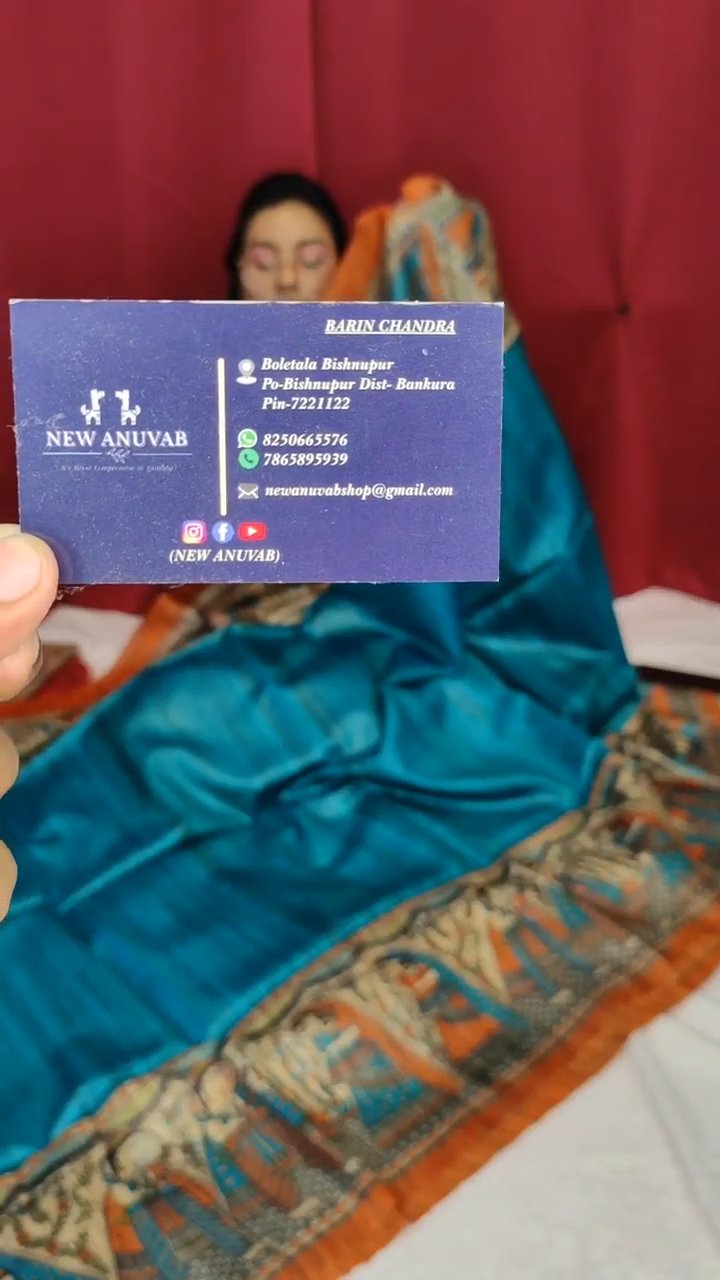 BARIN CHANDRA
Boletala Bishnupur
Po-Bishnupur Dist- Bankura
Pin-7221122
8250665576
7865895939
newanuvabshop@gmail.com
NEW ANUVAB
(NEW ANUVAB)